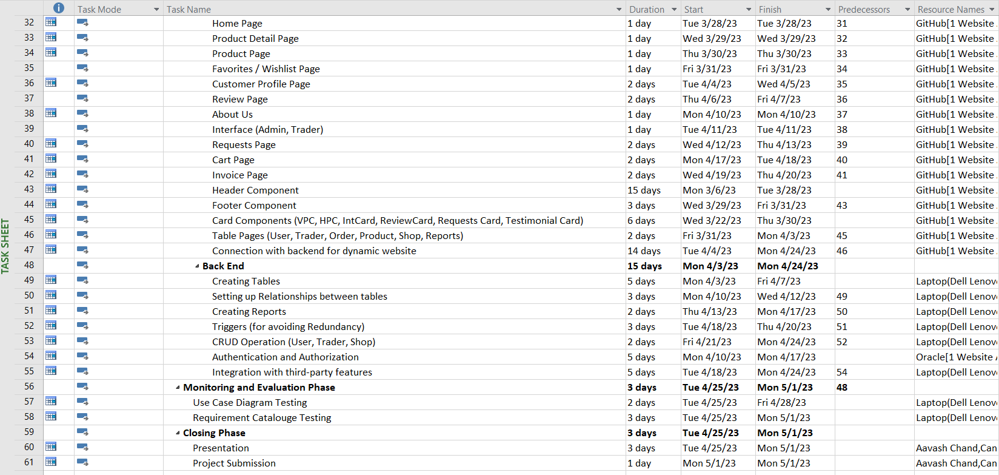 Task Mode Task Name Duration Start Finish Predecessors Resource Names
32 Home Page 1 day Tue 3/28/23 Tue 3/28/23 31 GitHub[1 Website
33 Product Detail Page 1 day Wed 3/29/23 Wed 3/29/23 32 GitHub[1 Website
34 Product Page 1 day Thu 3/30/23 Thu 3/30/23 33 GitHub[1 Website
35 Favorites / Wishlist Page 1 day Fri 3/31/23 Fri 3/31/23 34 GitHub[1 Website
36 Customer Profile Page 2 days Tue 4/4/23 Wed 4/5/23 35 GitHub[1 Website
37 Review Page 2 days Thu 4/6/23 Fri 4/7/23 36 GitHub[1 Website
38 About Us 1 day Mon 4/10/23 Mon 4/10/23 37 GitHub[1 Website
39 Interface (Admin, Trader) 1 day Tue 4/11/23 Tue 4/11/23 38 GitHub[1 Website
40 Requests Page 2 days Wed 4/12/23 Thu 4/13/23 39 GitHub[1 Website
41 Cart Page 2 days Mon 4/17/23 Tue 4/18/23 40 GitHub[1 Website
42 Invoice Page 2 days Wed 4/19/23 Thu 4/20/23 41 GitHub[1 Website
43 Header Component 15 days Mon 3/6/23 Tue 3/28/23 GitHub[1 Website
44 Footer Component 3 days Wed 3/29/23 Fri 3/31/23 43 GitHub[1 Website
45 Card Components (VPC, HPC, IntCard, ReviewCard, Requests Card, Testimonial Card) 6 days Wed 3/22/23 Thu 3/30/23 GitHub[1 Website
46 Table Pages (User, Trader, Order, Product, Shop, Reports) 2 days Fri 3/31/23 Mon 4/3/23 45 GitHub[1 Website
47 Connection with backend for dynamic website 14 days Tue 4/4/23 Mon 4/24/23 46 GitHub[1 Website
48 Back End 15 days Mon 4/3/23 Mon 4/24/23
49 Creating Tables 5 days Mon 4/3/23 Fri 4/7/23 Laptop(Dell Lenov
50 Setting up Relationships between tables 3 days Mon 4/10/23 Wed 4/12/23 49 Laptop(Dell Lenov
51 Creating Reports 2 days Thu 4/13/23 Mon 4/17/23 50 Laptop(Dell Lenov
52 Triggers (for avoiding Redundancy) 3 days Tue 4/18/23 Thu 4/20/23 51 Laptop(Dell Lenov
53 CRUD Operation (User, Trader, Shop) 2 days Fri 4/21/23 Mon 4/24/23 52 Laptop(Dell Lenov
54 Authentication and Authorization 5 days Mon 4/10/23 Mon 4/17/23 Oracle[1 Website
55 Integration with third-party features 5 days Tue 4/18/23 Mon 4/24/23 54 Laptop(Dell Lenov
56 Monitoring and Evaluation Phase 3 days Tue 4/25/23 Mon 5/1/23 48
57 Use Case Diagram Testing 2 days Tue 4/25/23 Fri 4/28/23 Laptop(Dell Lenov
58 Requirement Catalouge Testing 3 days Tue 4/25/23 Mon 5/1/23 Laptop(Dell Lenov
59 Closing Phase 3 days Tue 4/25/23 Mon 5/1/23
60 Presentation 3 days Tue 4/25/23 Mon 5/1/23 Aavash Chand,Can
61 Project Submission 1 day Mon 5/1/23 Mon 5/1/23 Aavash Chand,Can
TASK SHEET